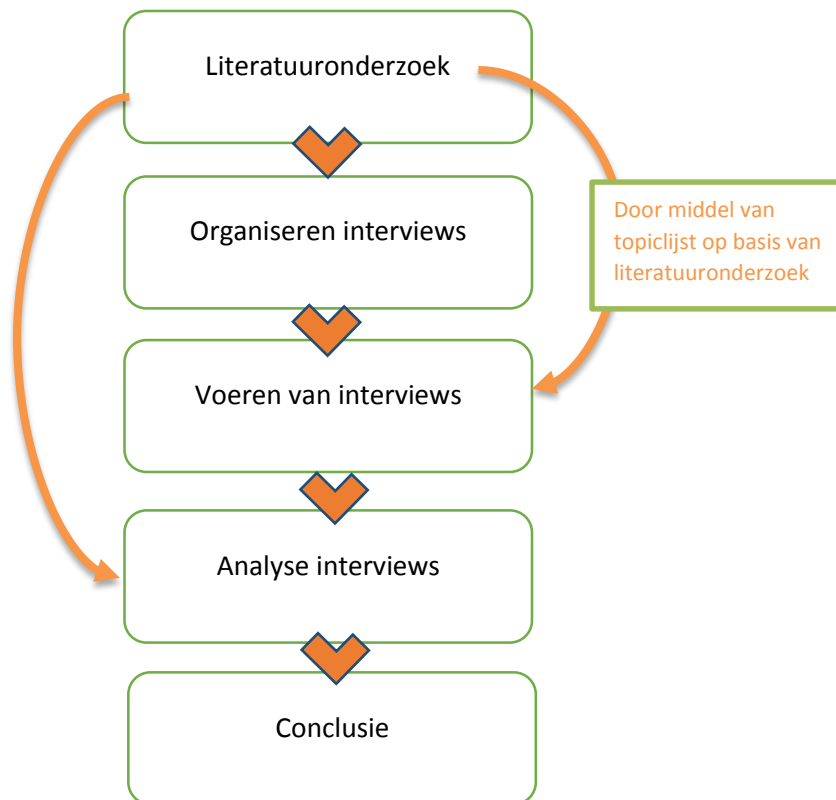 Literatuuronderzoek
Organiseren interviews
Door middel van
topiclijst op basis van
literatuuronderzoek
Voeren van interviews
Analyse interviews
Conclusie